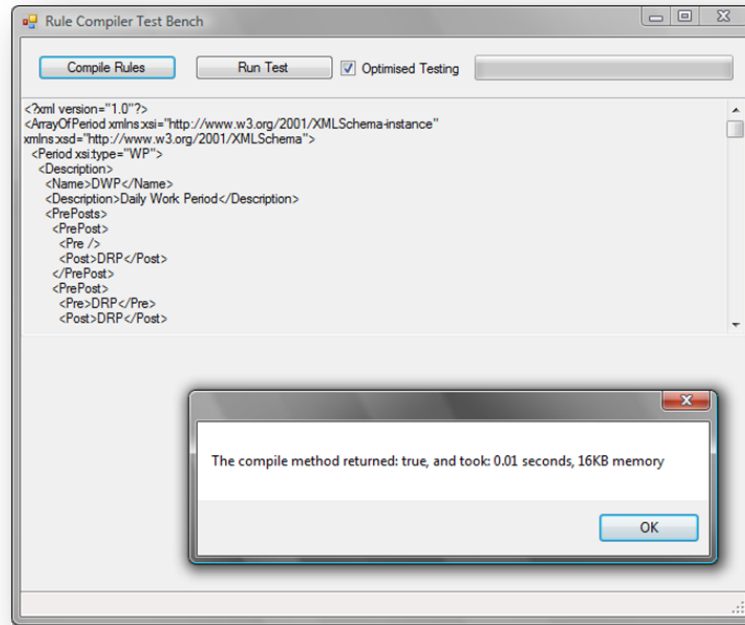 Rule Compiler Test Bench
Compile Rules
Run Test
Optimised Testing
<?xml version="1.0"?>
<ArrayOfPeriod xmlns:xsi="http://www.w3.org/2001/XMLSchema-instance"
xmlns:xsd="http://www.w3.org/2001/XMLSchema">
<Period xsi:type="WP">
<Description>
<Name>DWP</Name>
<Description>Daily Work Period</Description>
<PrePosts>
<PrePost>
<Pre />
<Post>DRP</Post>
</PrePost>
<PrePost>
<Pre>DRP</Pre>
<Post>DRP</Post>
The compile method returned: true, and took: 0.01 seconds, 16KB memory
OK